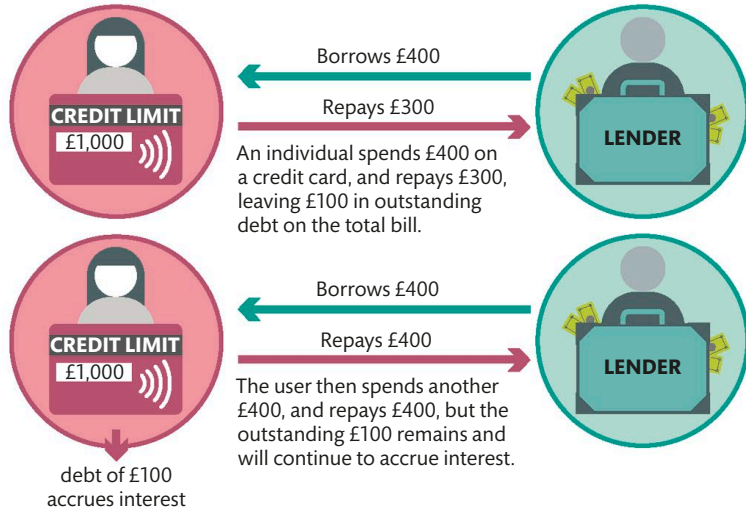 Borrows £400
CREDIT LIMIT
£1,000
Repays £300
LENDER
An individual spends £400 on
a credit card, and repays £300,
leaving £100 in outstanding
debt on the total bill.
Borrows £400
CREDIT LIMIT
£1,000
Repays £400
LENDER
The user then spends another
£400, and repays £400, but the
outstanding £100 remains and
will continue to accrue interest.
debt of £100
accrues interest